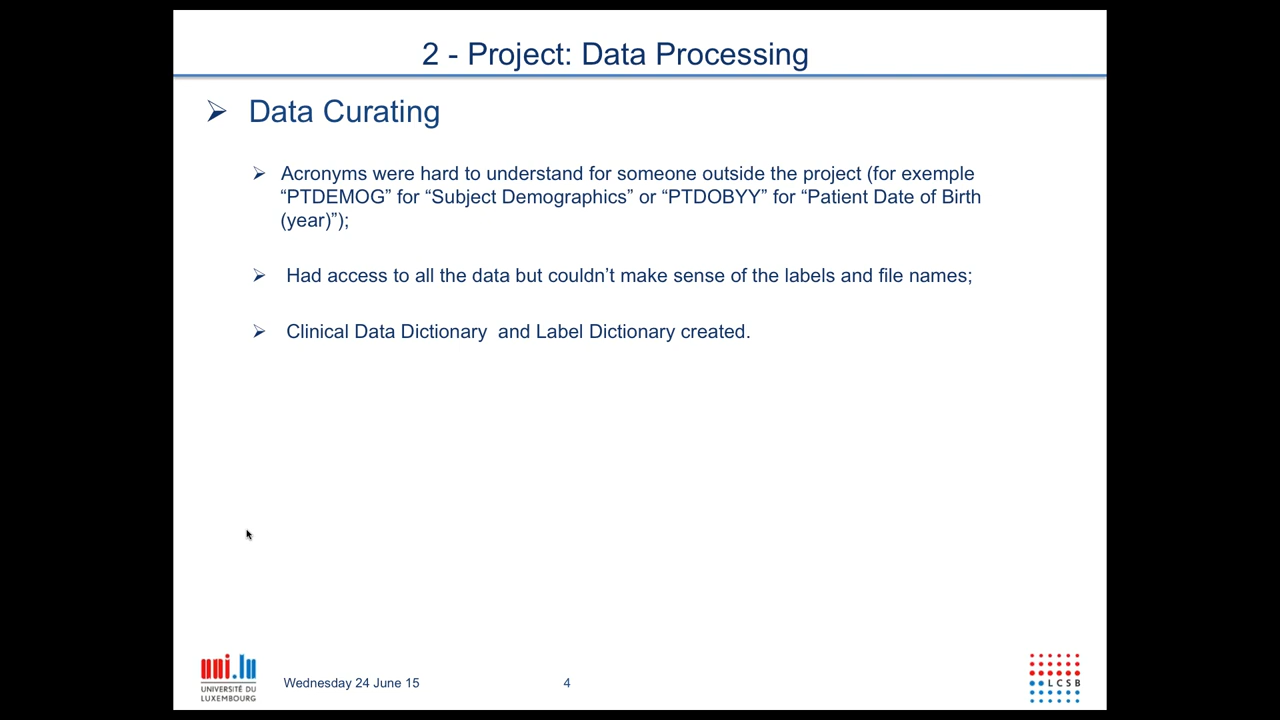 2 - Project: Data Processing
Data Curating
Acronyms were hard to understand for someone outside the project (for exemple
“PTDEMOG” for “Subject Demographics” or “PTDOBYY” for “Patient Date of Birth
(year)”);
Had access to all the data but couldn’t make sense of the labels and file names;
Clinical Data Dictionary  and Label Dictionary created.
uni.lu
UNIVERSITÉ DU
LUXEMBOURG
Wednesday 24 June 15
4
LCSB